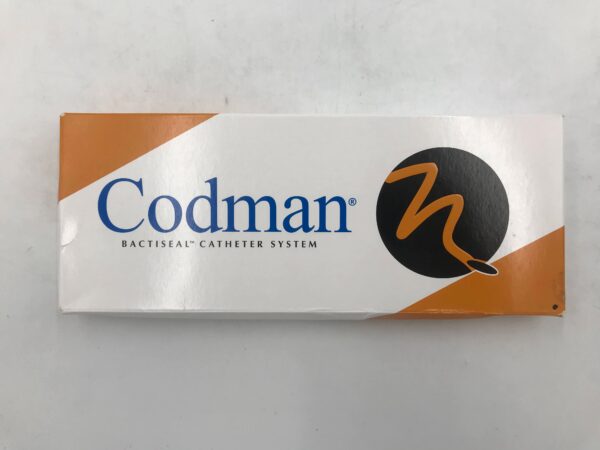 Codman®
BACTISEAL™ CATHETER SYSTEM